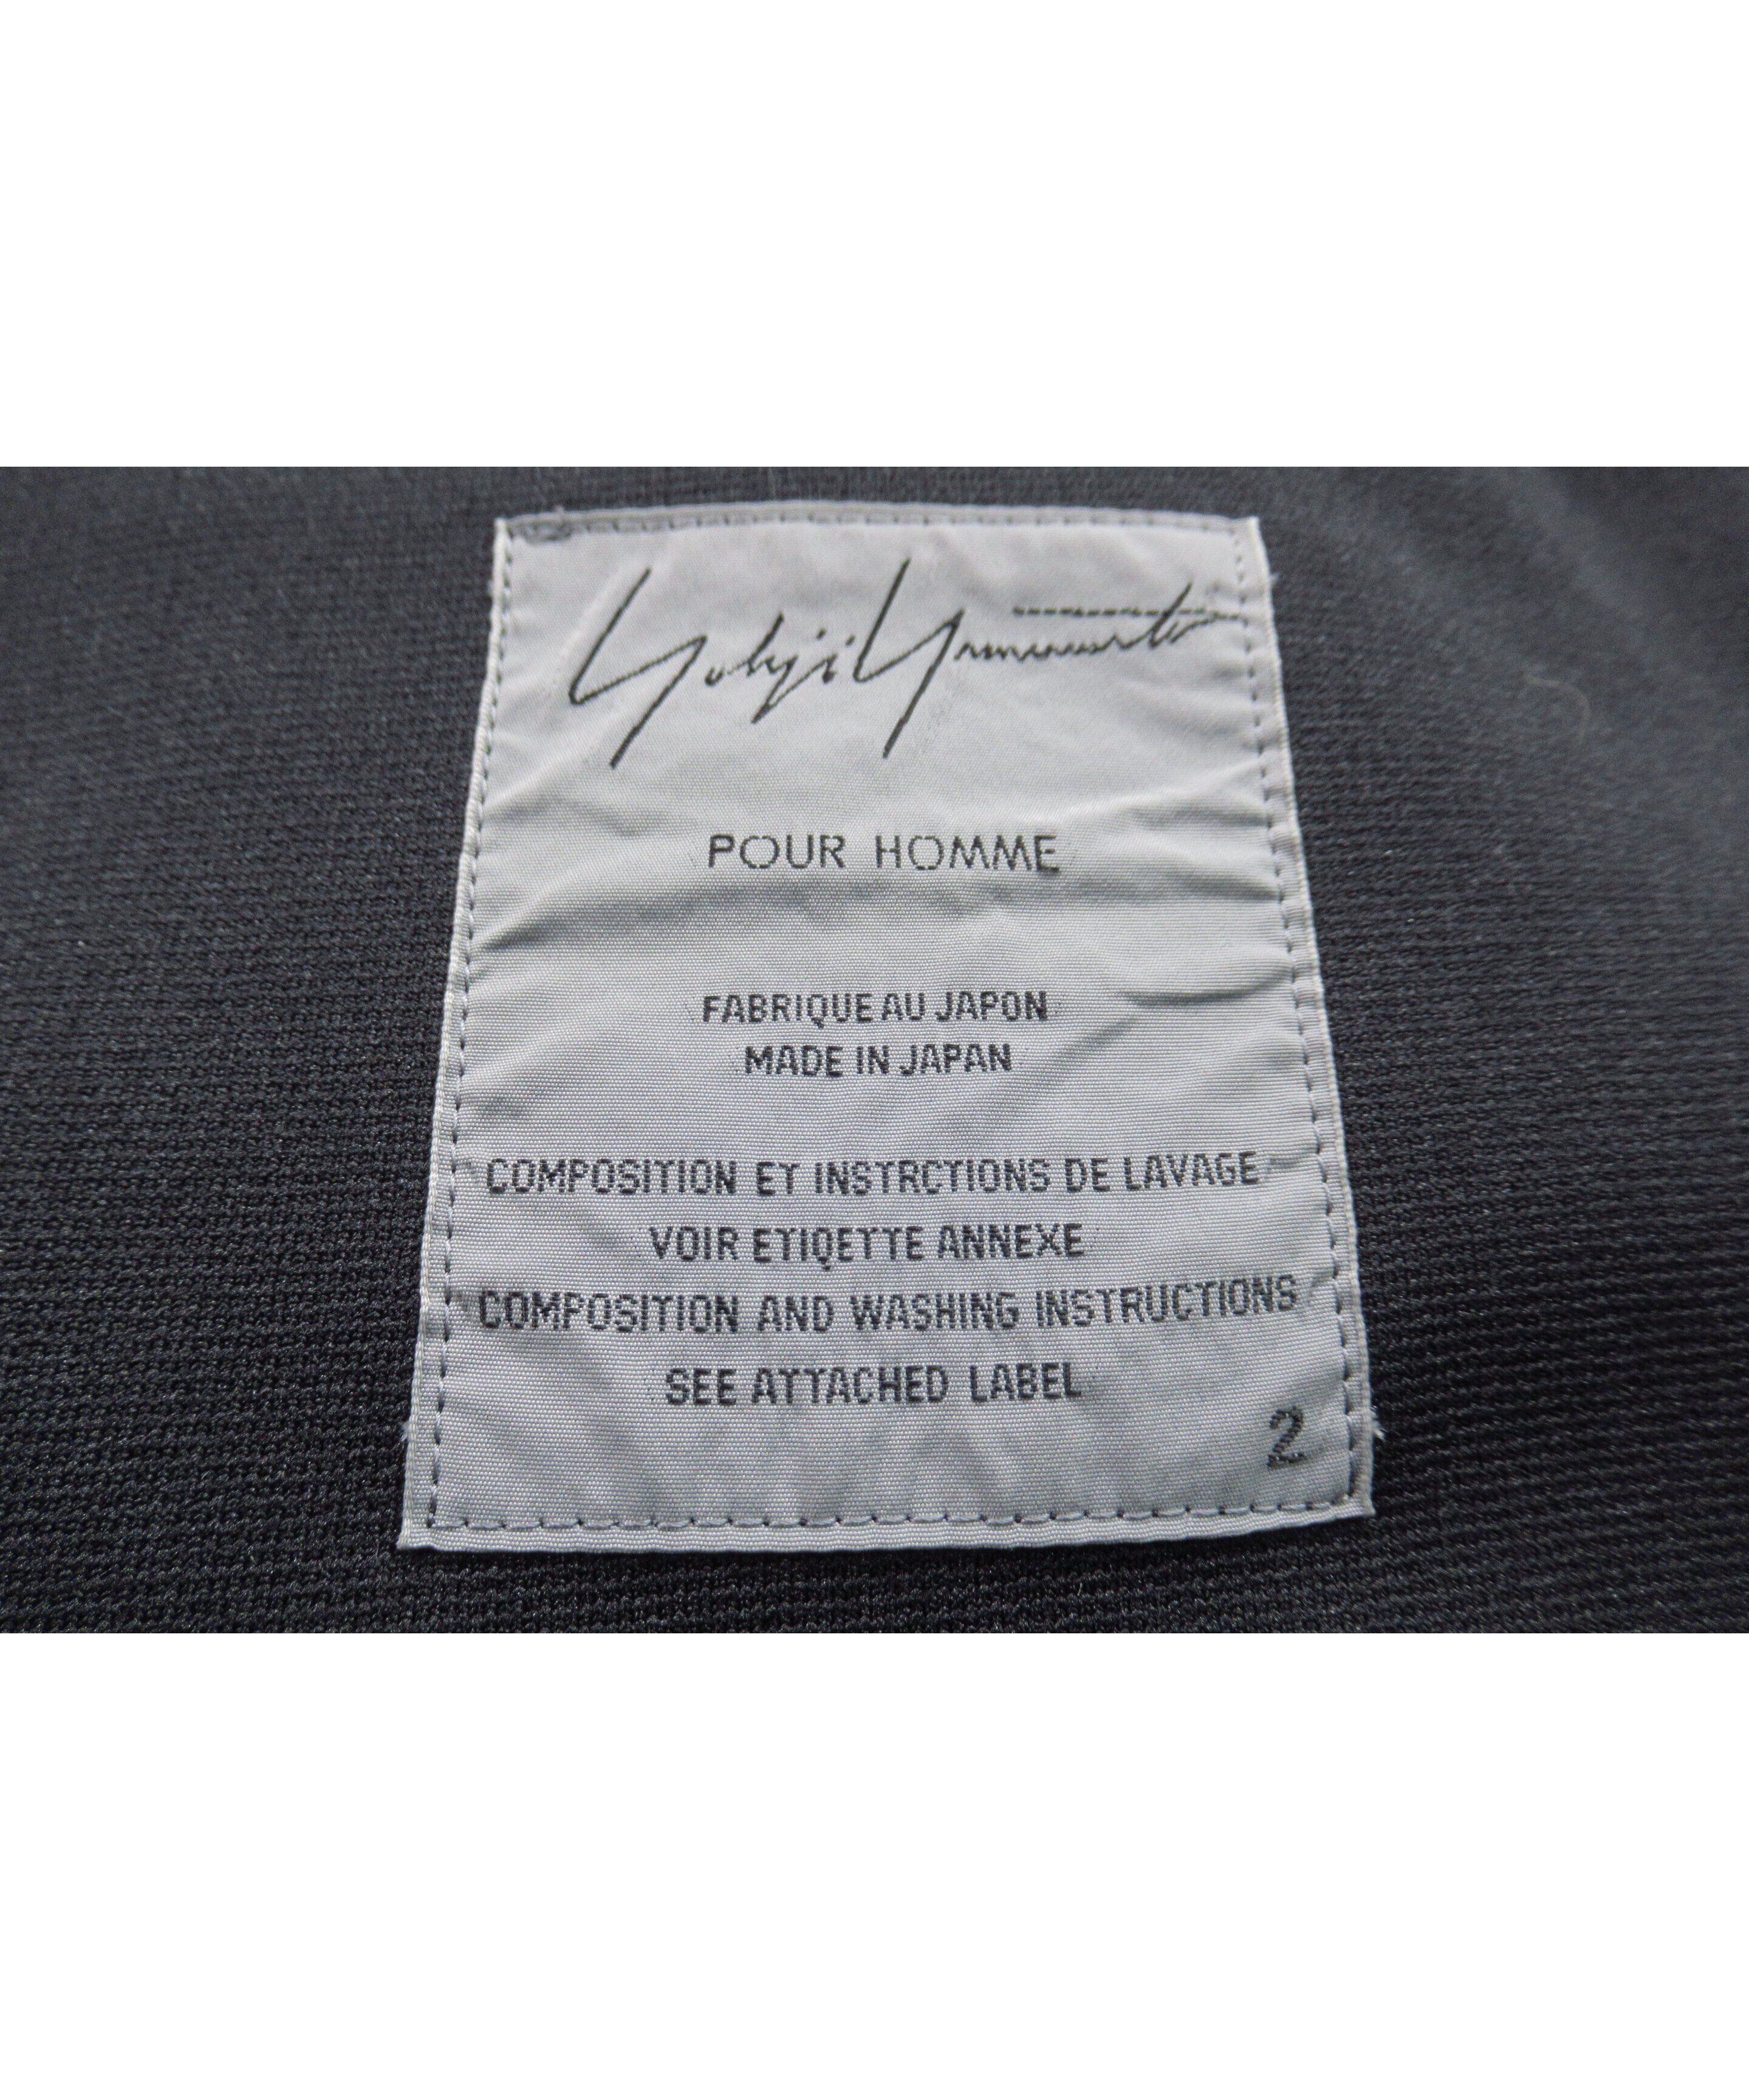 Yohji Yamamoto
POUR HOMME
FABRIQUE AU JAPON
MADE IN JAPAN
COMPOSITION ET INSTRCTIONS DE LAVAGE
VOIR ETIQETTE ANNEXE
COMPOSITION AND WASHING INSTRUCTIONS
SEE ATTACHED LABEL
2